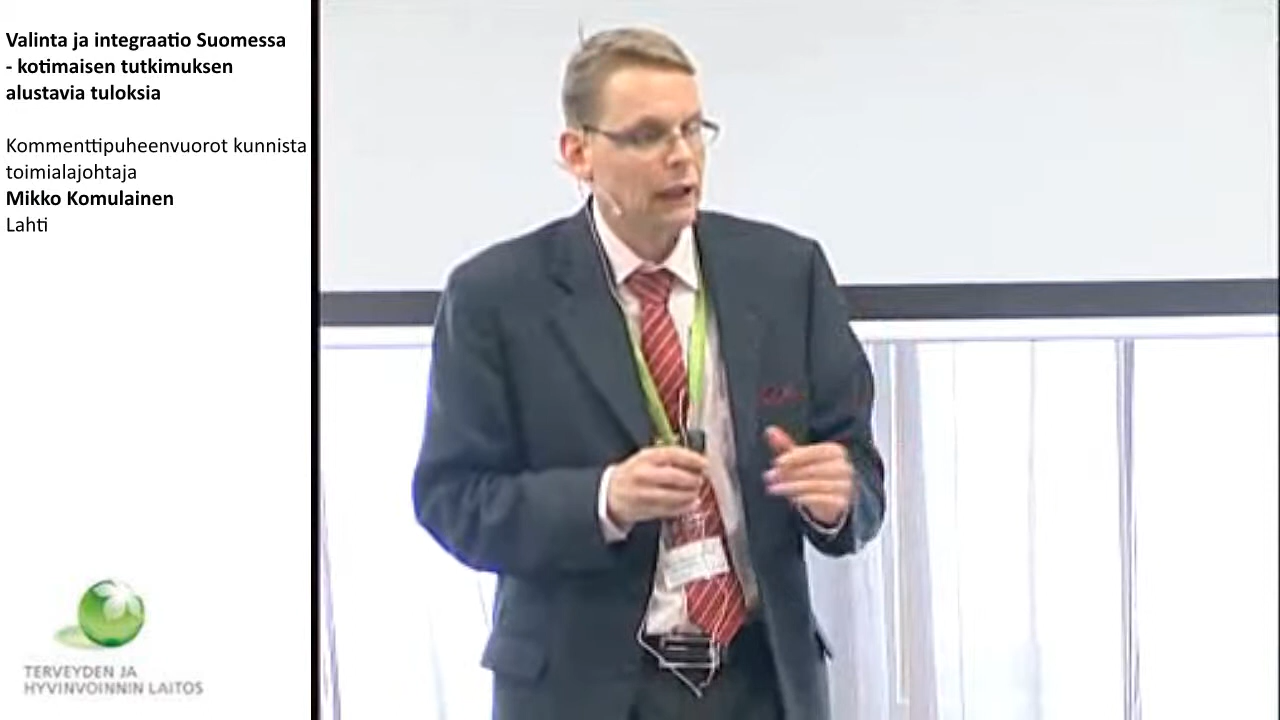 Valinta ja integraatio Suomessa
- kotimaisen tutkimuksen
alustavia tuloksia
Kommenttipuheenvuorot kunnista
toimialajohtaja
Mikko Komulainen
Lahti
TERVEYDEN JA
HYVINVOINNIN LAITOS